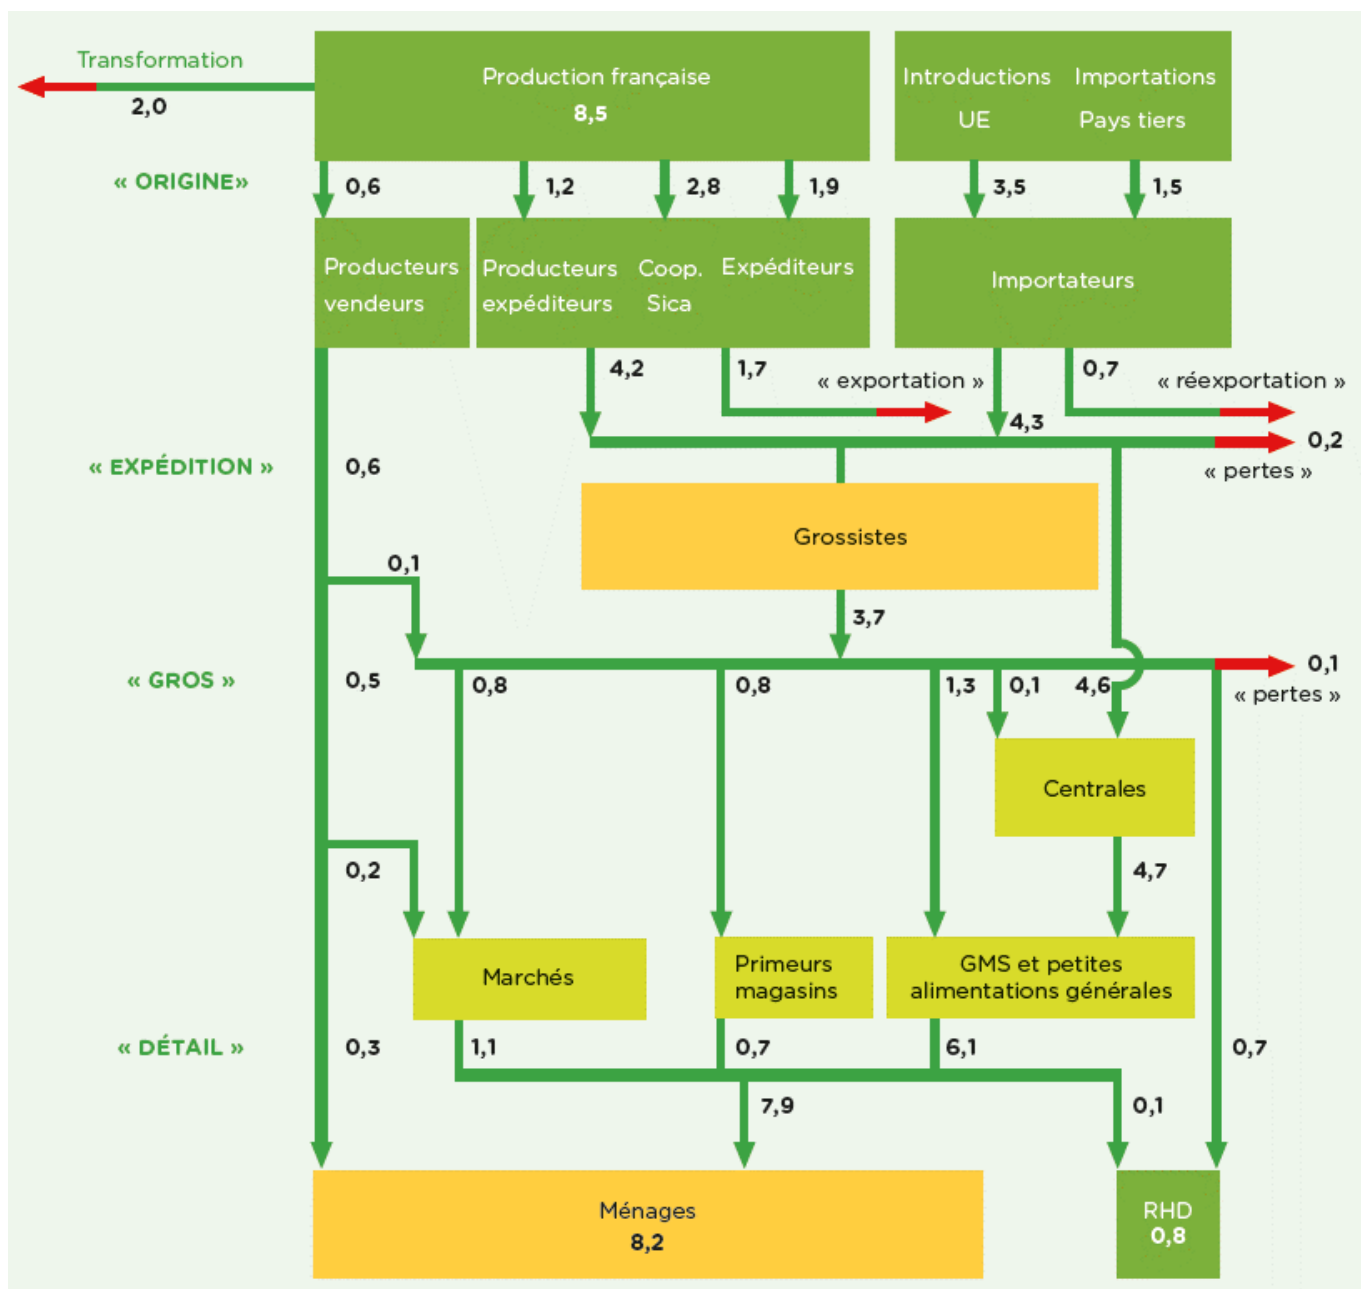 Transformation
2,0
Production française
8,5
Introductions
UE
Importations
Pays tiers
« ORIGINE»
0,6
1,2
2,8
1,9
3,5
1,5
Producteurs
vendeurs
Producteurs
expéditeurs
Coop.
Sica
Expéditeurs
Importateurs
4,2
1,7
« exportation »
0,7
« réexportation »
4,3
0,2
« pertes »
« EXPÉDITION »
0,6
Grossistes
0,1
3,7
« GROS »
0,5
0,8
0,8
1,3
0,1
4,6
0,1
« pertes »
Centrales
0,2
4,7
Marchés
Primeurs
magasins
GMS et petites
alimentations générales
« DÉTAIL »
0,3
1,1
0,7
6,1
0,7
7,9
0,1
Ménages
8,2
RHD
0,8